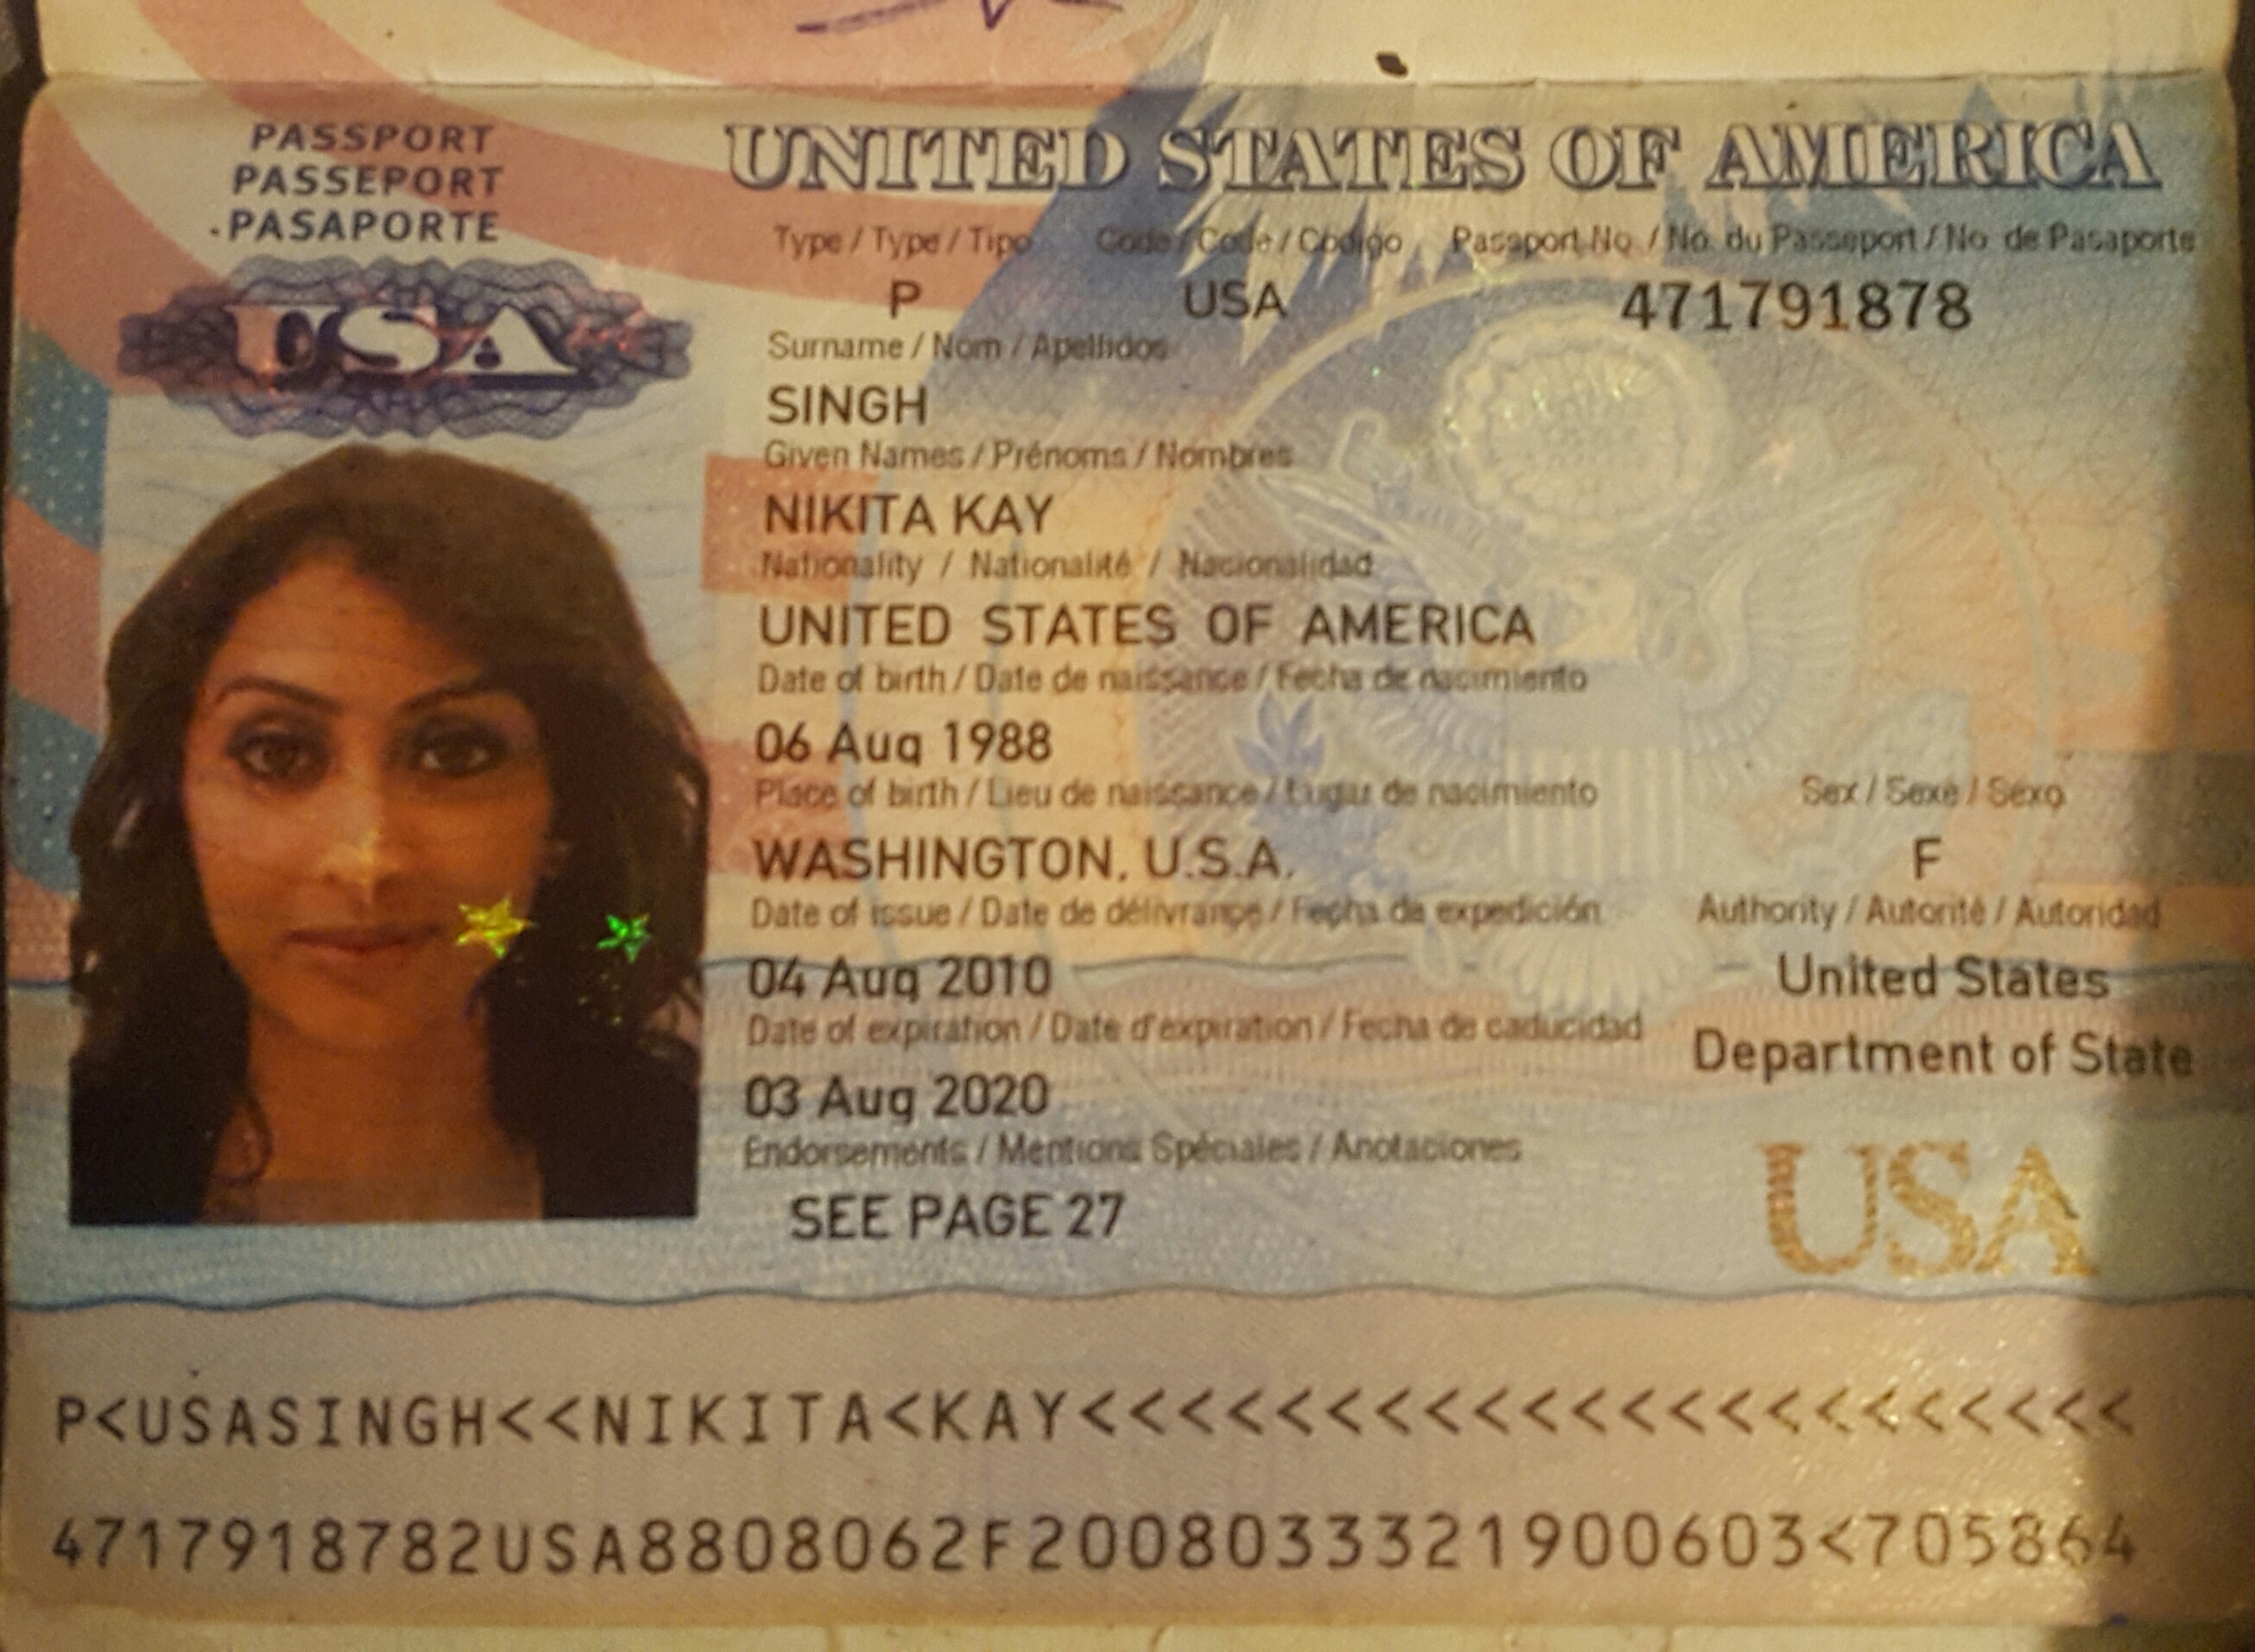 PASSPORT
PASSEPORT
PASAPORTE
USA
UNITED STATES OF AMERICA
Type / Type / Tipo Code / Code / Codigo Passport No. / No. du Passeport / No. de Pasaporte
P USA 471791878
Surname / Nom / Apellidos
SINGH
Given Names / Prénoms / Nombres
NIKITA KAY
Nationality / Nationalité / Nacionalidad
UNITED STATES OF AMERICA
Date of birth / Date de naissance / Fecha de nacimiento
06 Aug 1988
Place of birth / Lieu de naissance / Lugar de nacimiento Sex / Sexe / Sexo
WASHINGTON, U.S.A. F
Date of issue / Date de délivrance / Fecha de expedición Authority / Autorité / Autoridad
04 Aug 2010 United States
Date of expiration / Date d'expiration / Fecha de caducidad Department of State
03 Aug 2020
Endorsements / Mentions Spéciales / Anotaciones
SEE PAGE 27
USA
P<USASINGH<<NIKITA<KAY<<<<<<<<<<<<<<<<<<<<<<
4717918782USA8808062F2008033321900603<705864